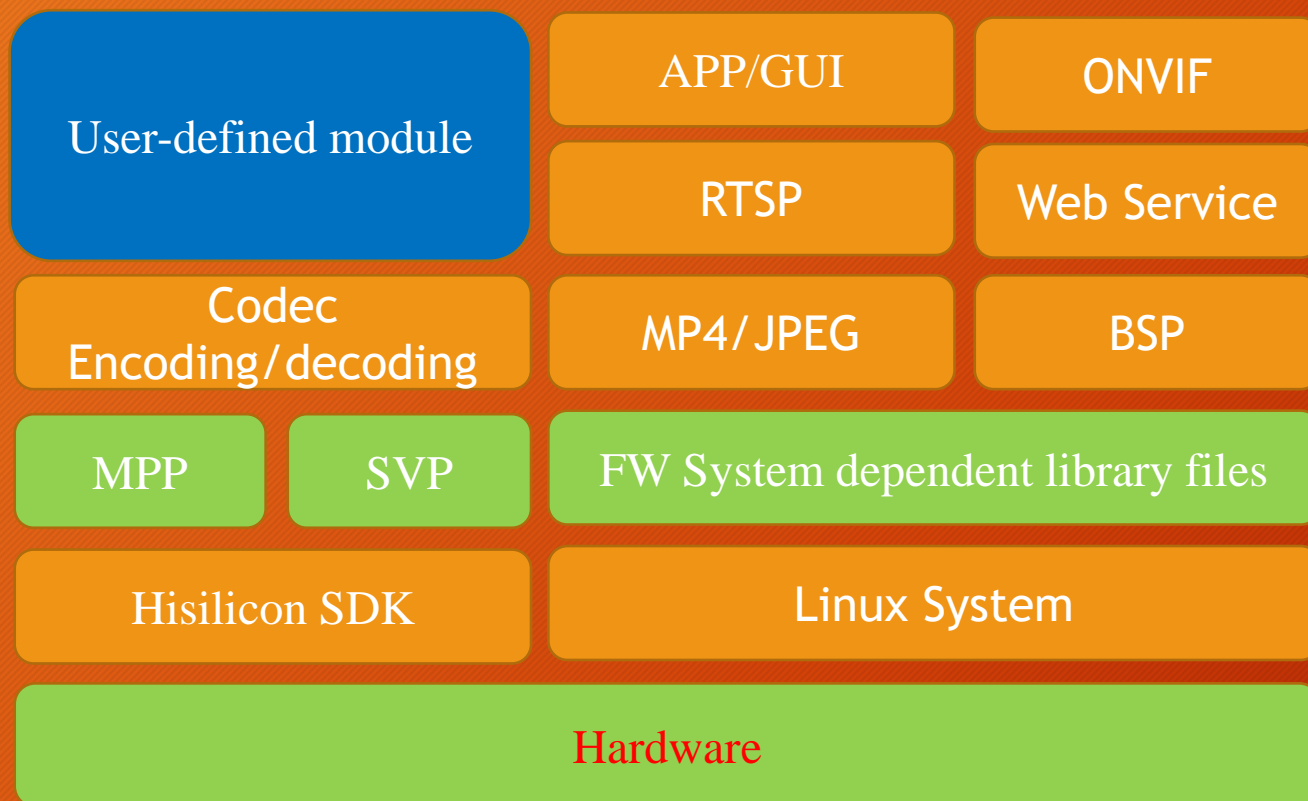 User-defined module
APP/GUI
ONVIF
RTSP
Web Service
Codec
Encoding/decoding
MP4/JPEG
BSP
MPP
SVP
FW System dependent library files
Hisilicon SDK
Linux System
Hardware